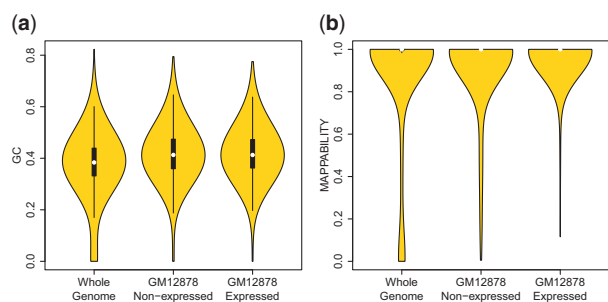 (a)
GC
0.8
0.6
0.4
0.2
0.0
Whole
Genome
GM12878
Non-expressed
GM12878
Expressed
(b)
MAPPABILITY
1.0
0.8
0.6
0.4
0.2
0.0
Whole
Genome
GM12878
Non-expressed
GM12878
Expressed